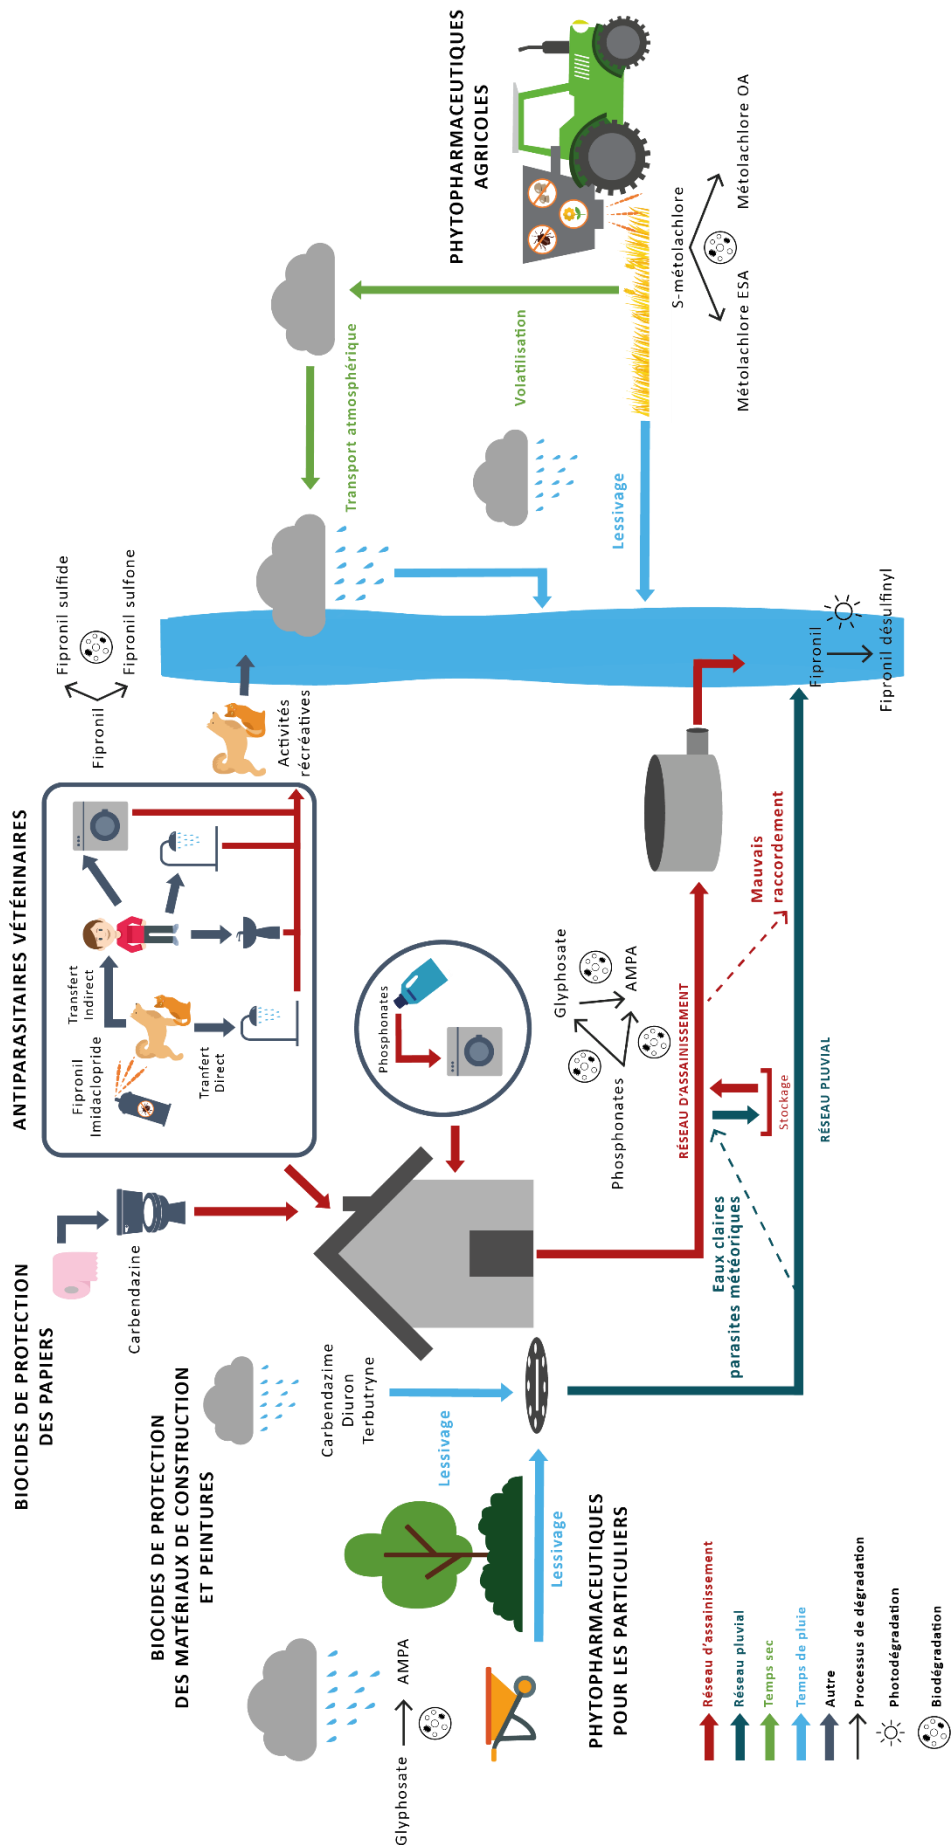 BIOCIDES DE PROTECTION
DES PAPIERS
Carbendazine
ANTIPARASITAIRES VÉTÉRINAIRES
Fipronil
Imidaclopride
Transfert
Indirect
Tranfert
Direct
Fipronil
Fipronil sulfide
Fipronil sulfone
Activités
récréatives
BIOCIDES DE PROTECTION
DES MATÉRIAUX DE CONSTRUCTION
ET PEINTURES
Carbendazime
Diuron
Terbutryne
Lessivage
Phosphonates
Transport atmosphérique
Volatilisation
PHYTOPHARMACEUTIQUES
AGRICOLES
Glyphosate
AMPA
Lessivage
PHYTOPHARMACEUTIQUES
POUR LES PARTICULIERS
Glyphosate
AMPA
Phosphonates
Lessivage
S-métolachlore
Métolachlore ESA
Métolachlore OA
RÉSEAU D'ASSAINISSEMENT
Eaux claires
parasites météoriques
Stockage
Mauvais
raccordement
RÉSEAU PLUVIAL
Fipronil
Fipronil désulfinyl
Réseau d'assainissement
Réseau pluvial
Temps sec
Temps de pluie
Autre
Processus de dégradation
Photodégradation
Biodégradation